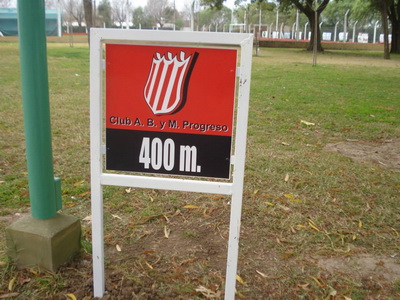 Club A. B. y M. Progreso
400 m.